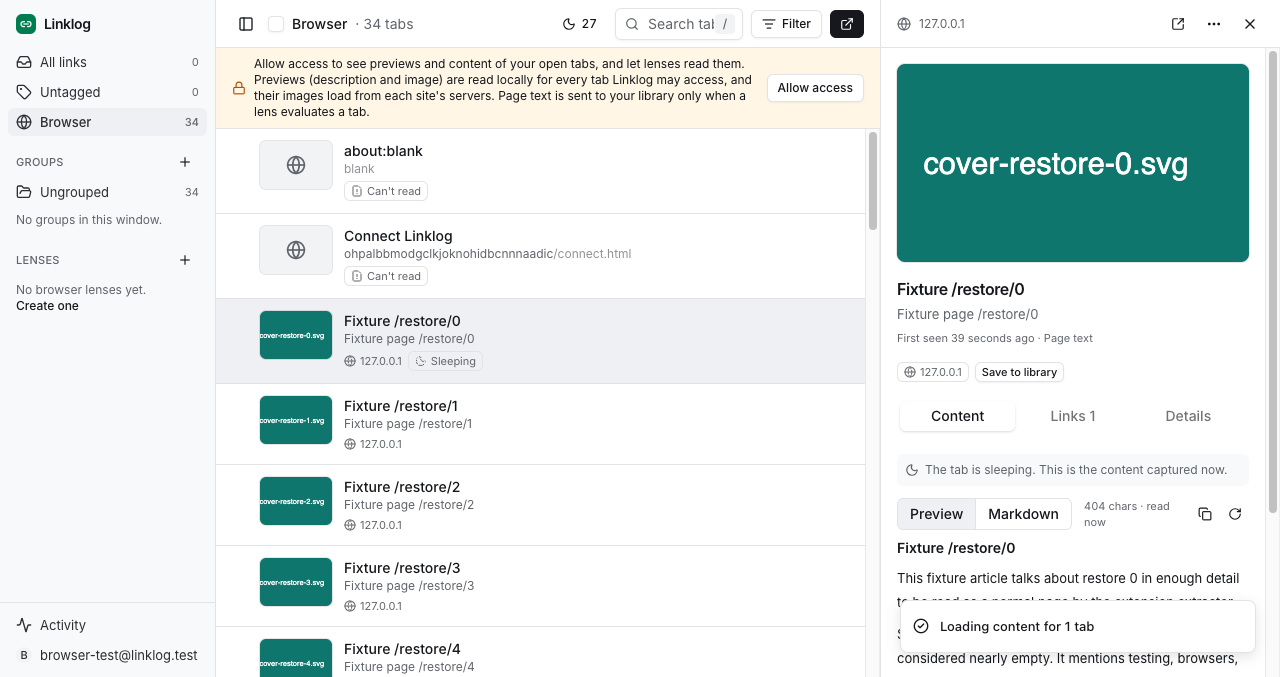 Linklog
All links 0
Untagged 0
Browser 34
GROUPS
Ungrouped 34
No groups in this window.
LENSES
No browser lenses yet.
Create one
Activity
B browser-test@linklog.test
Browser · 34 tabs
27
Search tab /
Filter
Allow access to see previews and content of your open tabs, and let lenses read them.
Previews (description and image) are read locally for every tab Linklog may access, and
their images load from each site's servers. Page text is sent to your library only when a
lens evaluates a tab.
Allow access
about:blank
blank
Can't read
Connect Linklog
ohpalbbmodgclkjoknohidbcnnnaadic/connect.html
Can't read
cover-restore-0.svg
Fixture /restore/0
Fixture page /restore/0
127.0.0.1 Sleeping
cover-restore-1.svg
Fixture /restore/1
Fixture page /restore/1
127.0.0.1
cover-restore-2.svg
Fixture /restore/2
Fixture page /restore/2
127.0.0.1
cover-restore-3.svg
Fixture /restore/3
Fixture page /restore/3
127.0.0.1
cover-restore-4.svg
Fixture /restore/4
Fixture page /restore/4
127.0.0.1
cover-restore-0.svg
Fixture /restore/0
Fixture page /restore/0
First seen 39 seconds ago · Page text
127.0.0.1 Save to library
Content Links 1 Details
The tab is sleeping. This is the content captured now.
Preview Markdown
404 chars · read
now
Fixture /restore/0
This fixture article talks about restore 0 in enough detail
Loading content for 1 tab
considered nearly empty. It mentions testing, browsers,